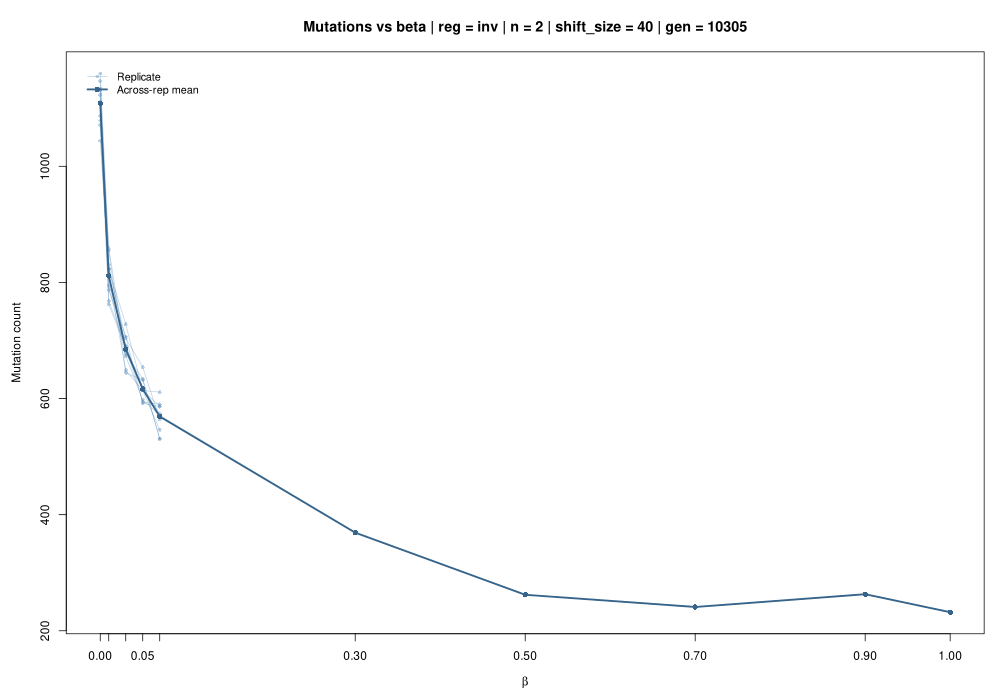 Mutations vs beta | reg = inv | n = 2 | shift_size = 40 | gen = 10305
Replicate
Across-rep mean
Mutation count
1000
800
600
400
200
0.00 0.05 0.30 0.50 0.70 0.90 1.00
β